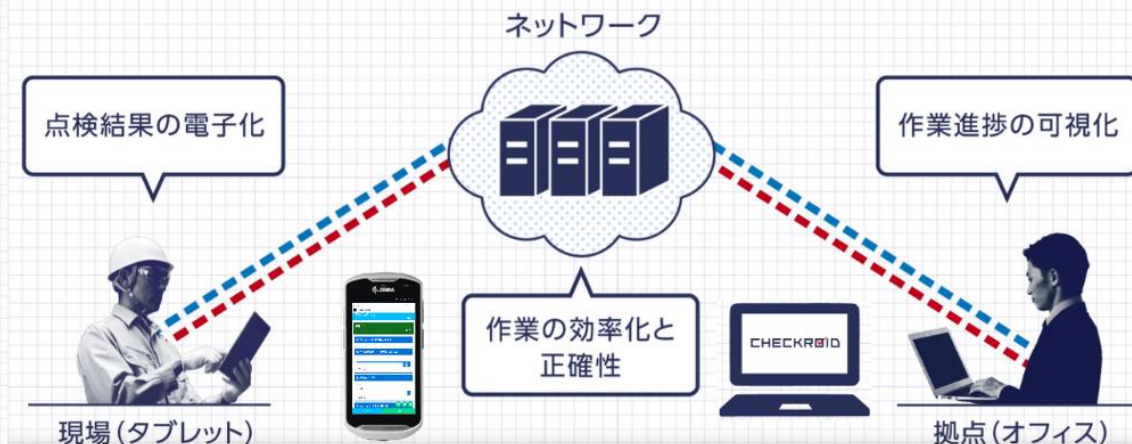 ネットワーク
点検結果の電子化
作業進捗の可視化
作業の効率化と
正確性
ZEBRA
CHECKROID
現場(タブレット)
拠点(オフィス)